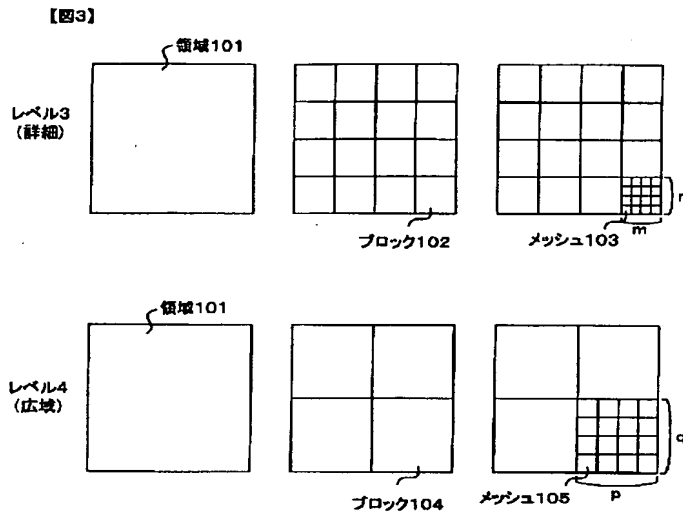 【図3】
領域101
レベル3
(詳細)
ブロック102
メッシュ103
m
領域101
レベル4
(広域)
ブロック104
メッシュ105
p